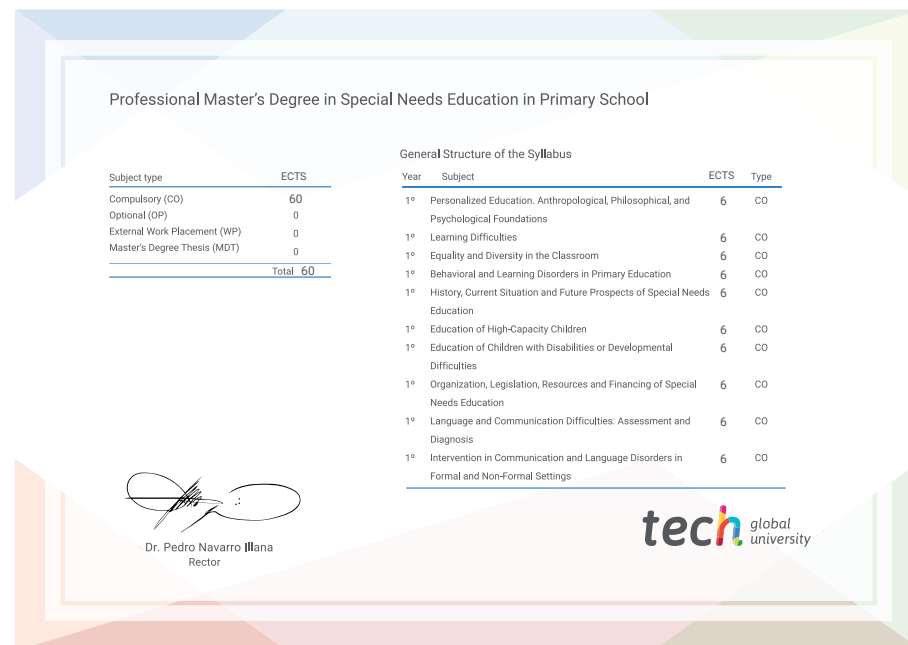 Professional Master's Degree in Special Needs Education in Primary School
Subject type ECTS
Compulsory (CO) 60
Optional (OP) 0
External Work Placement (WP) 0
Master's Degree Thesis (MDT) 0
Total 60
General Structure of the Syllabus
Year Subject ECTS Type
1º Personalized Education. Anthropological, Philosophical, and 6 CO
Psychological Foundations
1º Learning Difficulties 6 CO
1º Equality and Diversity in the Classroom 6 CO
1º Behavioral and Learning Disorders in Primary Education 6 CO
1º History, Current Situation and Future Prospects of Special Needs 6 CO
Education
1º Education of High-Capacity Children 6 CO
1º Education of Children with Disabilities or Developmental 6 CO
Difficulties
1º Organization, Legislation, Resources and Financing of Special 6 CO
Needs Education
1º Language and Communication Difficulties: Assessment and 6 CO
Diagnosis
1º Intervention in Communication and Language Disorders in 6 CO
Formal and Non-Formal Settings
Dr. Pedro Navarro Illana
Rector
tech global
university